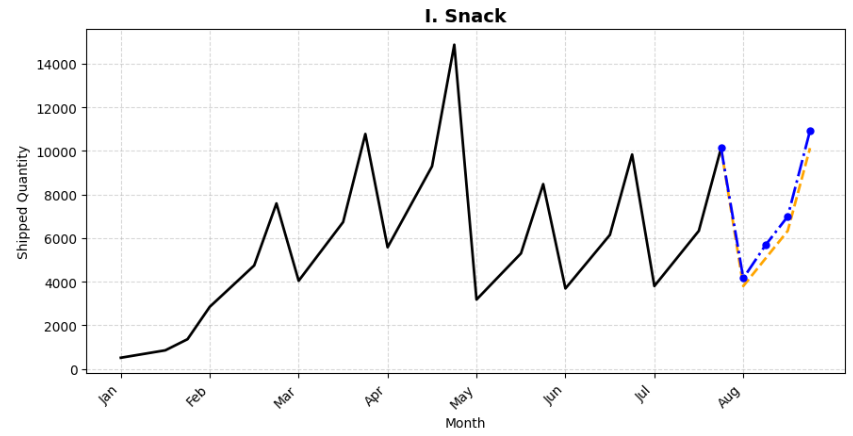 I. Snack
14000
12000
10000
8000
6000
4000
2000
0
Shipped Quantity
Jan
Feb
Mar
Apr
May
Jun
Jul
Aug
Month